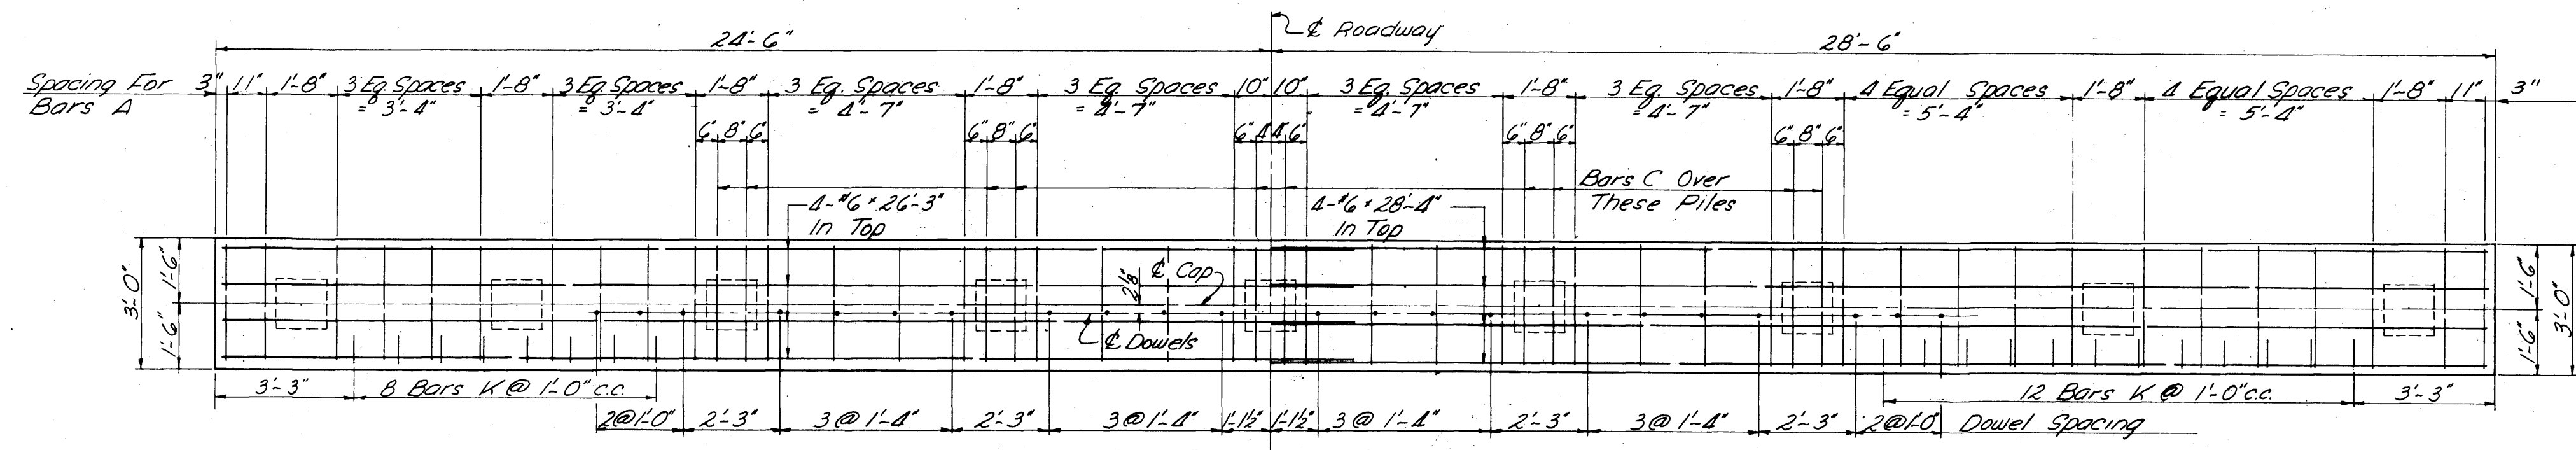 ₵ Roadway
24'-6"
28'-6"
Spacing For 3" 11" 1'-8" 3 Eq. Spaces 1'-8" 3 Eq. Spaces 1'-8" 3 Eq. Spaces 1'-8" 3 Eq. Spaces 10" 10" 3 Eq. Spaces 1'-8" 3 Eq. Spaces 1'-8" 4 Equal Spaces 1'-8" 4 Equal Spaces 1'-8" 11" 3"
Bars A = 3'-4" = 3'-4" = 4'-7" = 4'-7" = 4'-7" = 4'-7" = 5'-4" = 5'-4"
6" 8" 6" 6" 8" 6" 6" 4" 4" 6" 6" 8" 6" 6" 8" 6"
Bars C Over
These Piles
4-#6 x 26'-3"
In Top
4-#6 x 28'-4"
In Top
3'-0" 1'-6" 1'-6"
2⅛"
₵ Cap
₵ Dowels
1'-6" 1'-6" 3'-0"
3'-3" 8 Bars K @ 1'-0" c.c.
12 Bars K @ 1'-0" c.c. 3'-3"
2@1'-0" 2'-3" 3 @ 1'-4" 2'-3" 3 @ 1'-4" 1'-1½" 1'-1½" 3 @ 1'-4" 2'-3" 3 @ 1'-4" 2'-3" 2@1'-0" Dowel Spacing